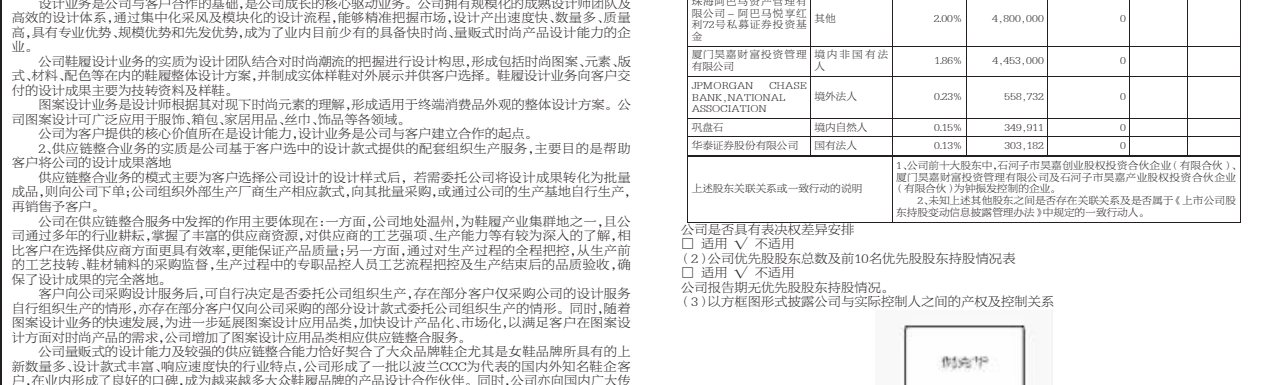 设计业务是公司与客户合作的基础,是公司成长的核心驱动业务。公司拥有规模化的成熟设计师团队及
高效的设计体系,通过集中化采风及模块化的设计流程,能够精准把握市场,设计产出速度快、数量多、质量
高,具有专业优势、规模优势和先发优势,成为了业内目前少有的具备快时尚、量贩式时尚产品设计能力的企
业。
公司鞋履设计业务的实质为设计团队结合对时尚潮流的把握进行设计构思,形成包括时尚图案、元素、版
式、材料、配色等在内的鞋履整体设计方案,并制成实体样鞋对外展示并供客户选择。鞋履设计业务向客户交
付的设计成果主要为技转资料及样鞋。
图案设计业务是设计师根据其对现下时尚元素的理解,形成适用于终端消费品外观的整体设计方案。公
司图案设计可广泛应用于服饰、箱包、家居用品、丝巾、饰品等各领域。
公司为客户提供的核心价值所在是设计能力,设计业务是公司与客户建立合作的起点。
2、供应链整合业务的实质是公司基于客户选中的设计款式提供的配套组织生产服务,主要目的是帮助
客户将公司的设计成果落地
供应链整合业务的模式主要为客户选择公司设计的设计样式后, 若需委托公司将设计成果转化为批量
成品,则向公司下单;公司组织外部生产厂商生产相应款式,向其批量采购,或通过公司的生产基地自行生产,
再销售予客户。
公司在供应链整合服务中发挥的作用主要体现在:一方面,公司地处温州,为鞋履产业集群地之一,且公
司通过多年的行业耕耘,掌握了丰富的供应商资源,对供应商的工艺强项、生产能力等有较为深入的了解,相
比客户在选择供应商方面更具有效率,更能保证产品质量;另一方面,通过对生产过程的全程把控,从生产前
的工艺技转、鞋材辅料的采购监督,生产过程中的专职品控人员工艺流程把控及生产结束后的品质验收,确
保了设计成果的完全落地。
客户向公司采购设计服务后,可自行决定是否委托公司组织生产,存在部分客户仅采购公司的设计服务
自行组织生产的情形,亦存在部分客户仅向公司采购的部分设计款式委托公司组织生产的情形。同时,随着
图案设计业务的快速发展,为进一步延展图案设计应用品类,加快设计产品化、市场化,以满足客户在图案设
计方面对时尚产品的需求,公司增加了图案设计应用品类相应供应链整合服务。
公司量贩式的设计能力及较强的供应链整合能力恰好契合了大众品牌鞋企尤其是女鞋品牌所具有的上
新数量多、设计款式丰富、响应速度快的行业特点,公司形成了一批以波兰CCC为代表的国内外知名鞋企客
户,在业内形成了良好的口碑,成为越来越多大众鞋履品牌的产品设计合作伙伴。同时,公司亦向国内广大传
珠海阿巴马资产管理有
限公司-阿巴马悦享红
利72号私募证券投资基
金
其他 2.00% 4,800,000 0
厦门昊嘉财富投资管理
有限公司
境内非国有法
人
1.86% 4,453,000 0
JPMORGAN CHASE
BANK,NATIONAL
ASSOCIATION
境外法人 0.23% 558,732 0
巩盘石 境内自然人 0.15% 349,911 0
华泰证券股份有限公司 国有法人 0.13% 303,182 0
上述股东关联关系或一致行动的说明
1、公司前十大股东中,石河子市昊嘉创业股权投资合伙企业(有限合伙)、
厦门昊嘉财富投资管理有限公司及石河子市昊嘉产业股权投资合伙企业
(有限合伙)为钟振发控制的企业。
2、未知上述其他股东之间是否存在关联关系及是否属于《上市公司股
东持股变动信息披露管理办法》中规定的一致行动人。
公司是否具有表决权差异安排
□ 适用 √ 不适用
(2)公司优先股股东总数及前10名优先股股东持股情况表
□ 适用 √ 不适用
公司报告期无优先股股东持股情况。
(3)以方框图形式披露公司与实际控制人之间的产权及控制关系